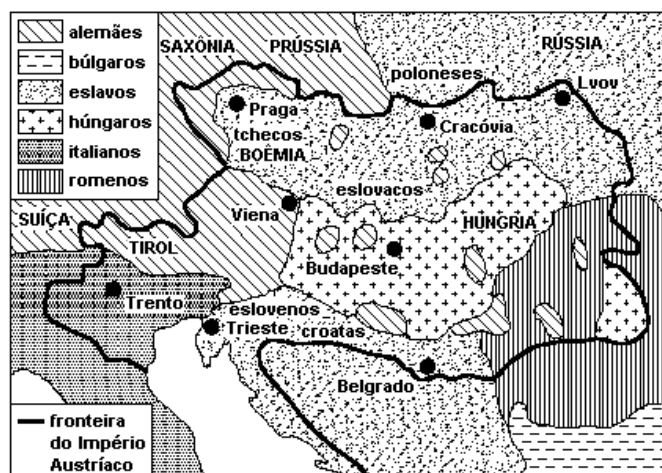 alemães
búlgaros
eslavos
húngaros
italianos
romenos
SAXÔNIA
PRÚSSIA
RÚSSIA
poloneses
Lvov
Praga
tchecos
BOÊMIA
Cracóvia
eslovacos
SUÍÇA
Viena
TIROL
HUNGRIA
Budapeste
Trento
eslovenos
Trieste
croatas
Belgrado
fronteira
do Império
Austríaco